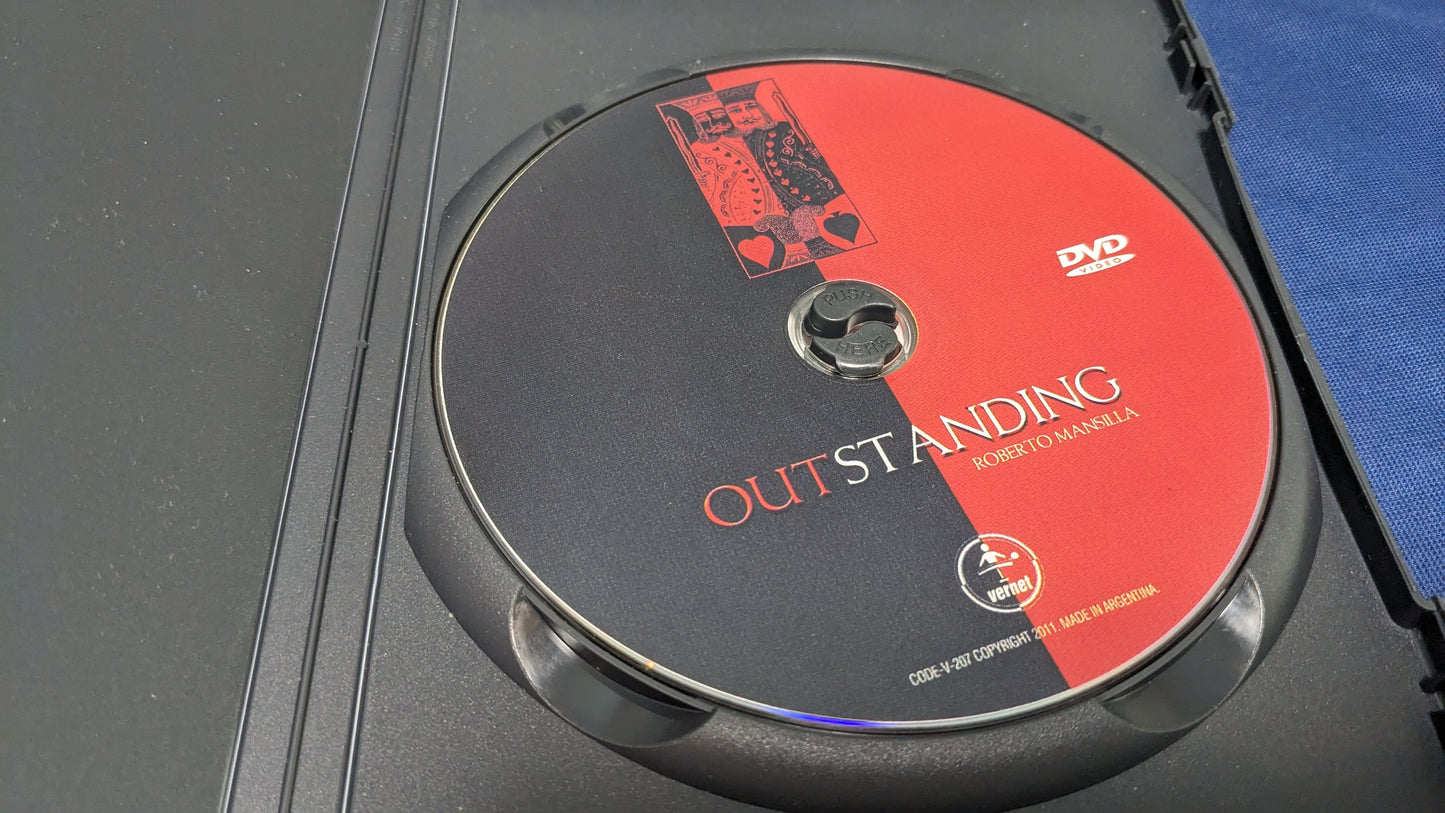 DVD
VIDEO
PUSH
HERE
OUTSTANDING
ROBERTO MANSILLA
vernet
CODE-V-207 COPYRIGHT 2011. MADE IN ARGENTINA.